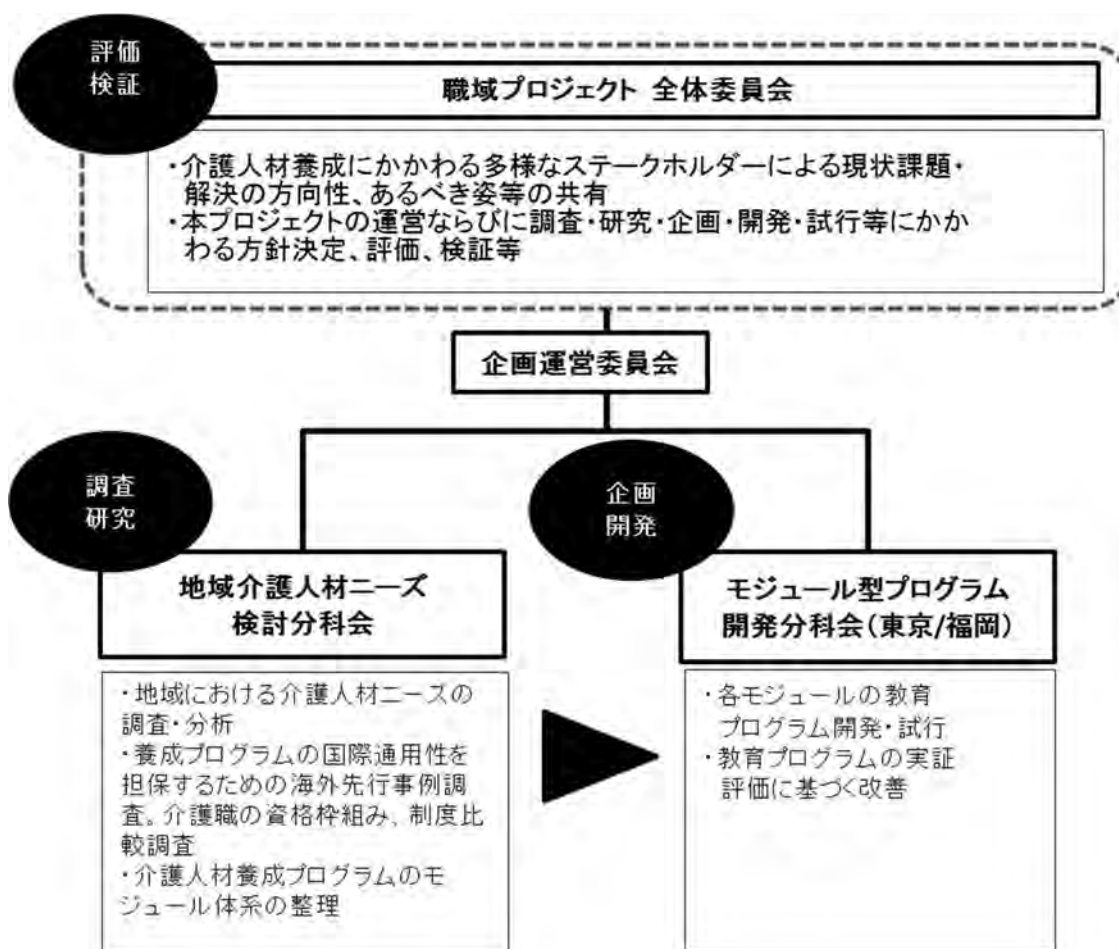 評価
検証
職域プロジェクト 全体委員会
・介護人材養成にかかわる多様なステークホルダーによる現状課題・
解決の方向性、あるべき姿等の共有
・本プロジェクトの運営ならびに調査・研究・企画・開発・試行等にかか
わる方針決定、評価、検証等
企画運営委員会
調査
研究
地域介護人材ニーズ
検討分科会
・地域における介護人材ニーズの
調査・分析
・養成プログラムの国際通用性を
担保するための海外先行事例調
査。介護職の資格枠組み、制度比
較調査
・介護人材養成プログラムのモ
ジュール体系の整理
企画
開発
モジュール型プログラム
開発分科会（東京/福岡）
・各モジュールの教育
プログラム開発・試行
・教育プログラムの実証
評価に基づく改善